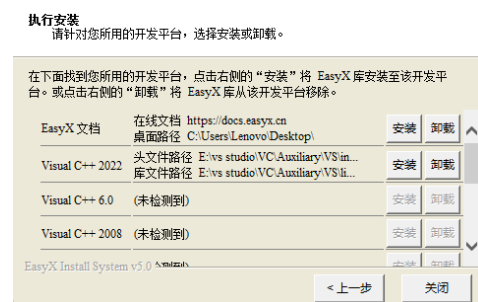 执行安装
请针对您所用的开发平台，选择安装或卸载。
在下面找到您所用的开发平台，点击右侧的“安装”将 EasyX 库安装至该开发平
台。或点击右侧的“卸载”将 EasyX 库从该开发平台移除。
EasyX 文档 在线文档 https://docs.easyx.cn 安装 卸载
桌面路径 C:\Users\Lenovo\Desktop\
Visual C++ 2022 头文件路径 E:\vs studio\VC\Auxiliary\VS\in... 安装 卸载
库文件路径 E:\vs studio\VC\Auxiliary\VS\li...
Visual C++ 6.0 (未检测到) 安装 卸载
Visual C++ 2008 (未检测到) 安装 卸载
EasyX Install System v5.0
<上一步 关闭